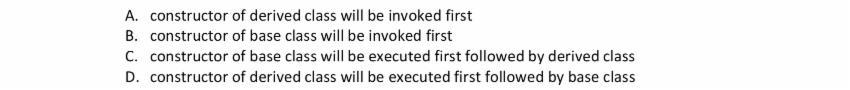 A. constructor of derived class will be invoked first
B. constructor of base class will be invoked first
C. constructor of base class will be executed first followed by derived class
D. constructor of derived class will be executed first followed by base class